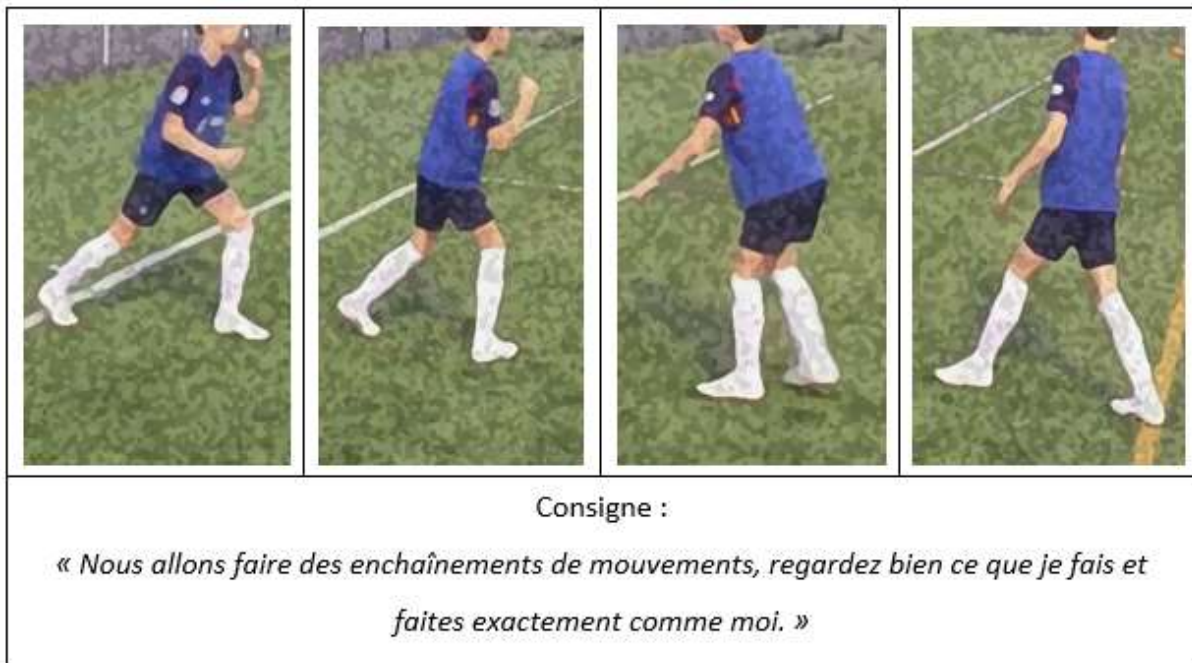 Consigne :
« Nous allons faire des enchaînements de mouvements, regardez bien ce que je fais et
faites exactement comme moi. »